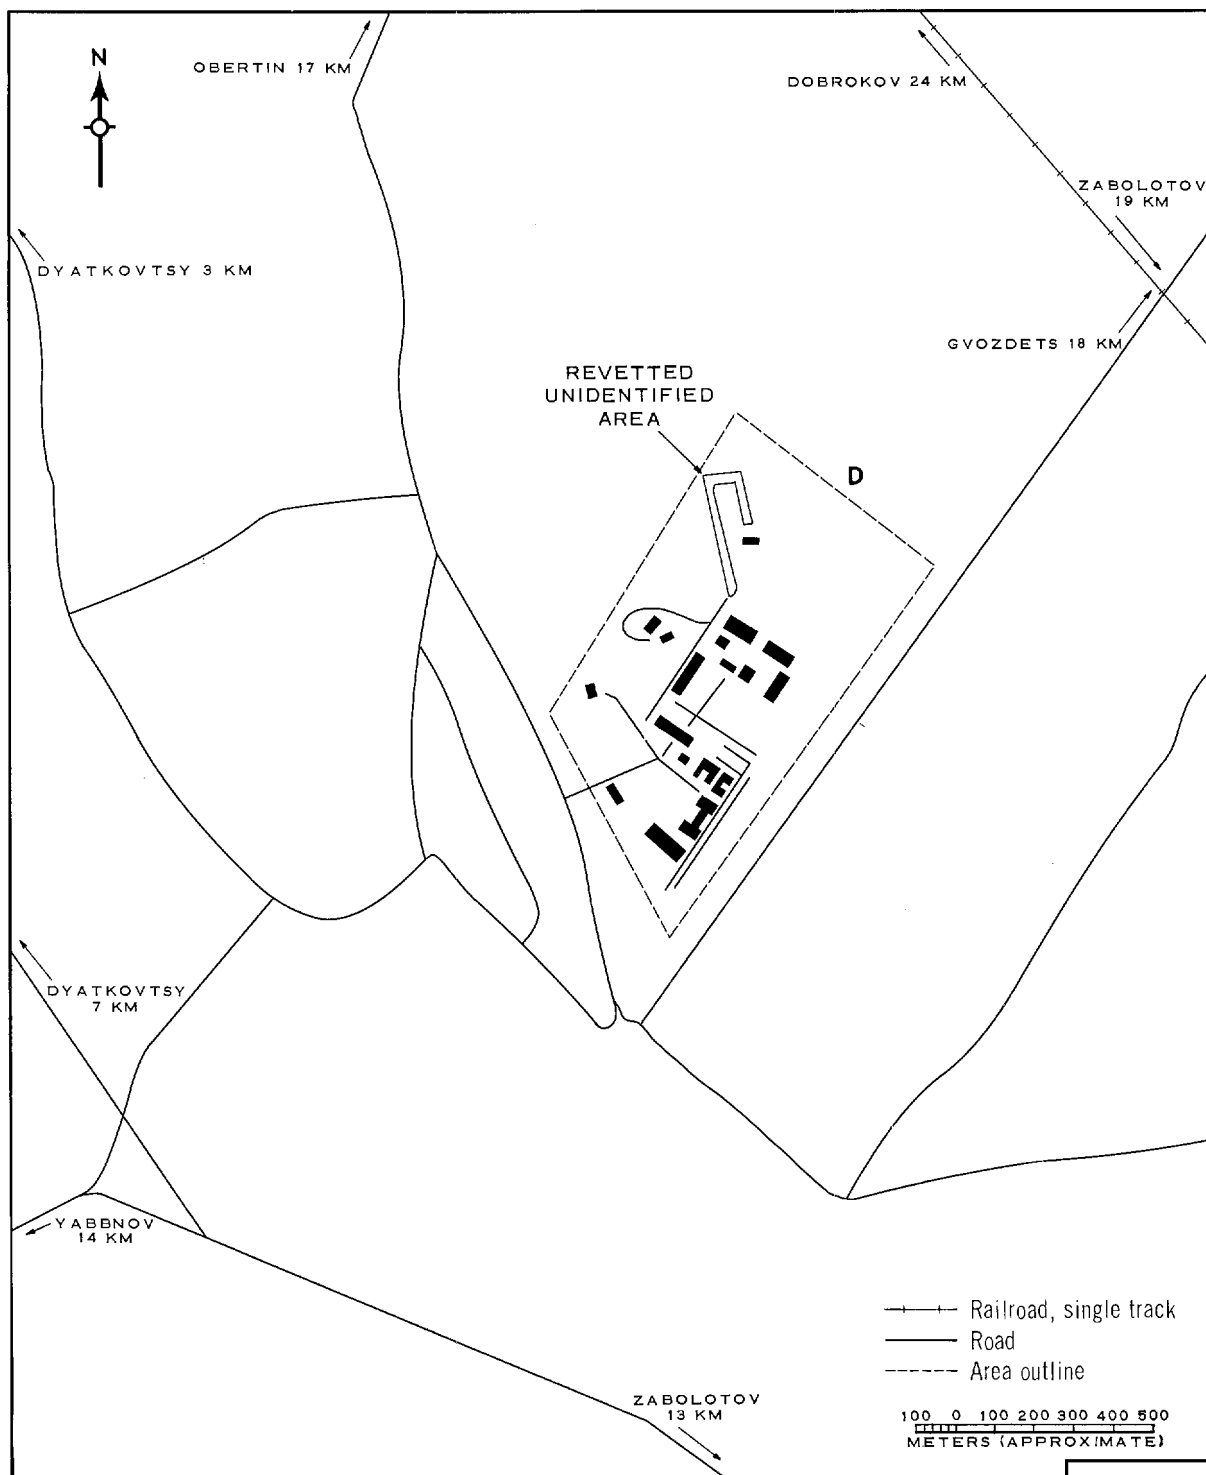 N
OBERTIN 17 KM
DOBROKOV 24 KM
ZABOLOTOV
19 KM
DYATKOVTSY 3 KM
GVOZDETS 18 KM
REVETTED
UNIDENTIFIED
AREA
D
DYATKOVTSY
7 KM
YABBNOV
14 KM
Railroad, single track
Road
Area outline
ZABOLOTOV
13 KM
100 0 100 200 300 400 500
METERS (APPROXIMATE)